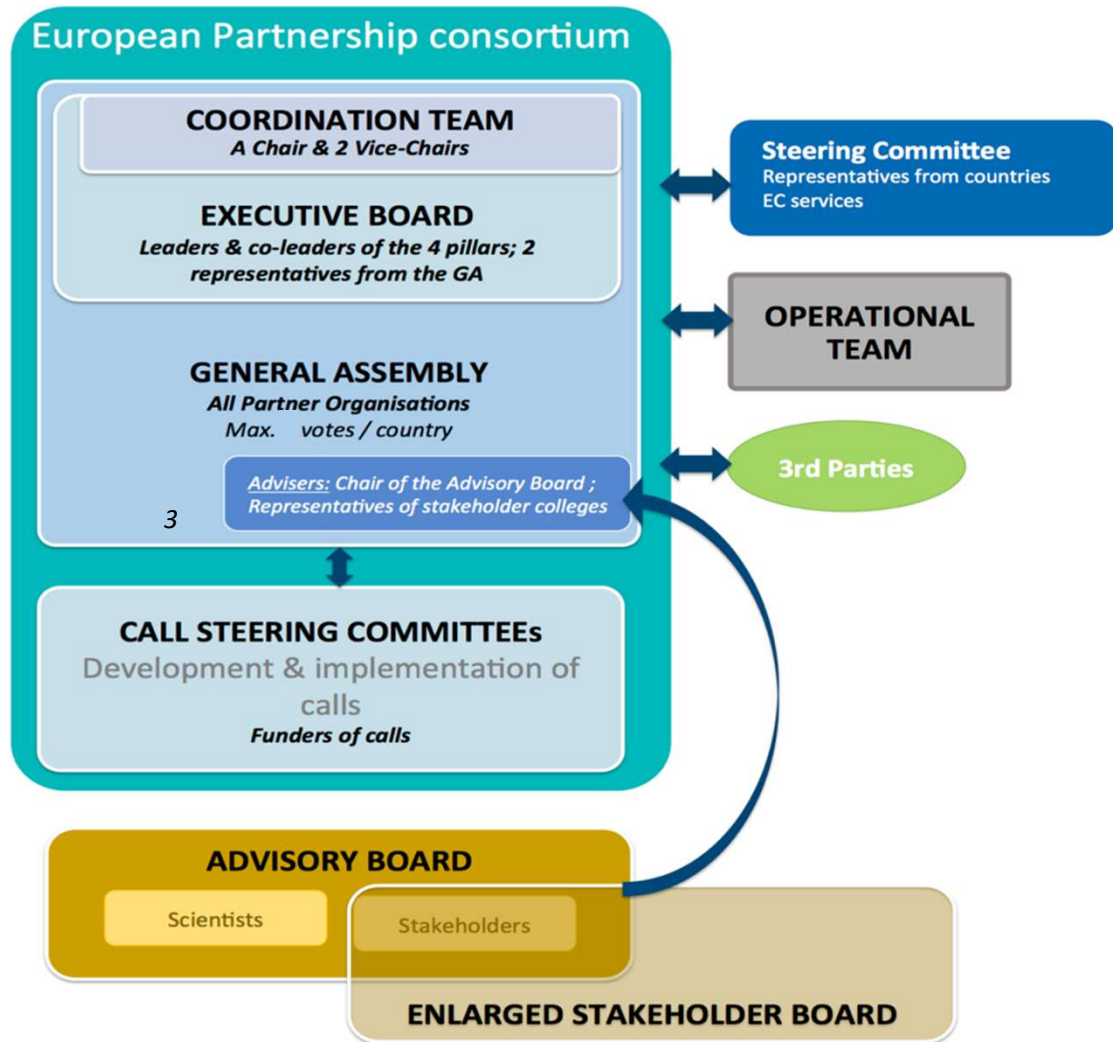 European Partnership consortium
COORDINATION TEAM
A Chair & 2 Vice-Chairs
EXECUTIVE BOARD
Leaders & co-leaders of the 4 pillars; 2
representatives from the GA
GENERAL ASSEMBLY
All Partner Organisations
Max. votes / country
Advisers: Chair of the Advisory Board ;
Representatives of stakeholder colleges
3
CALL STEERING COMMITTEEs
Development & implementation of
calls
Funders of calls
Steering Committee
Representatives from countries
EC services
OPERATIONAL
TEAM
3rd Parties
ADVISORY BOARD
Scientists
Stakeholders
ENLARGED STAKEHOLDER BOARD